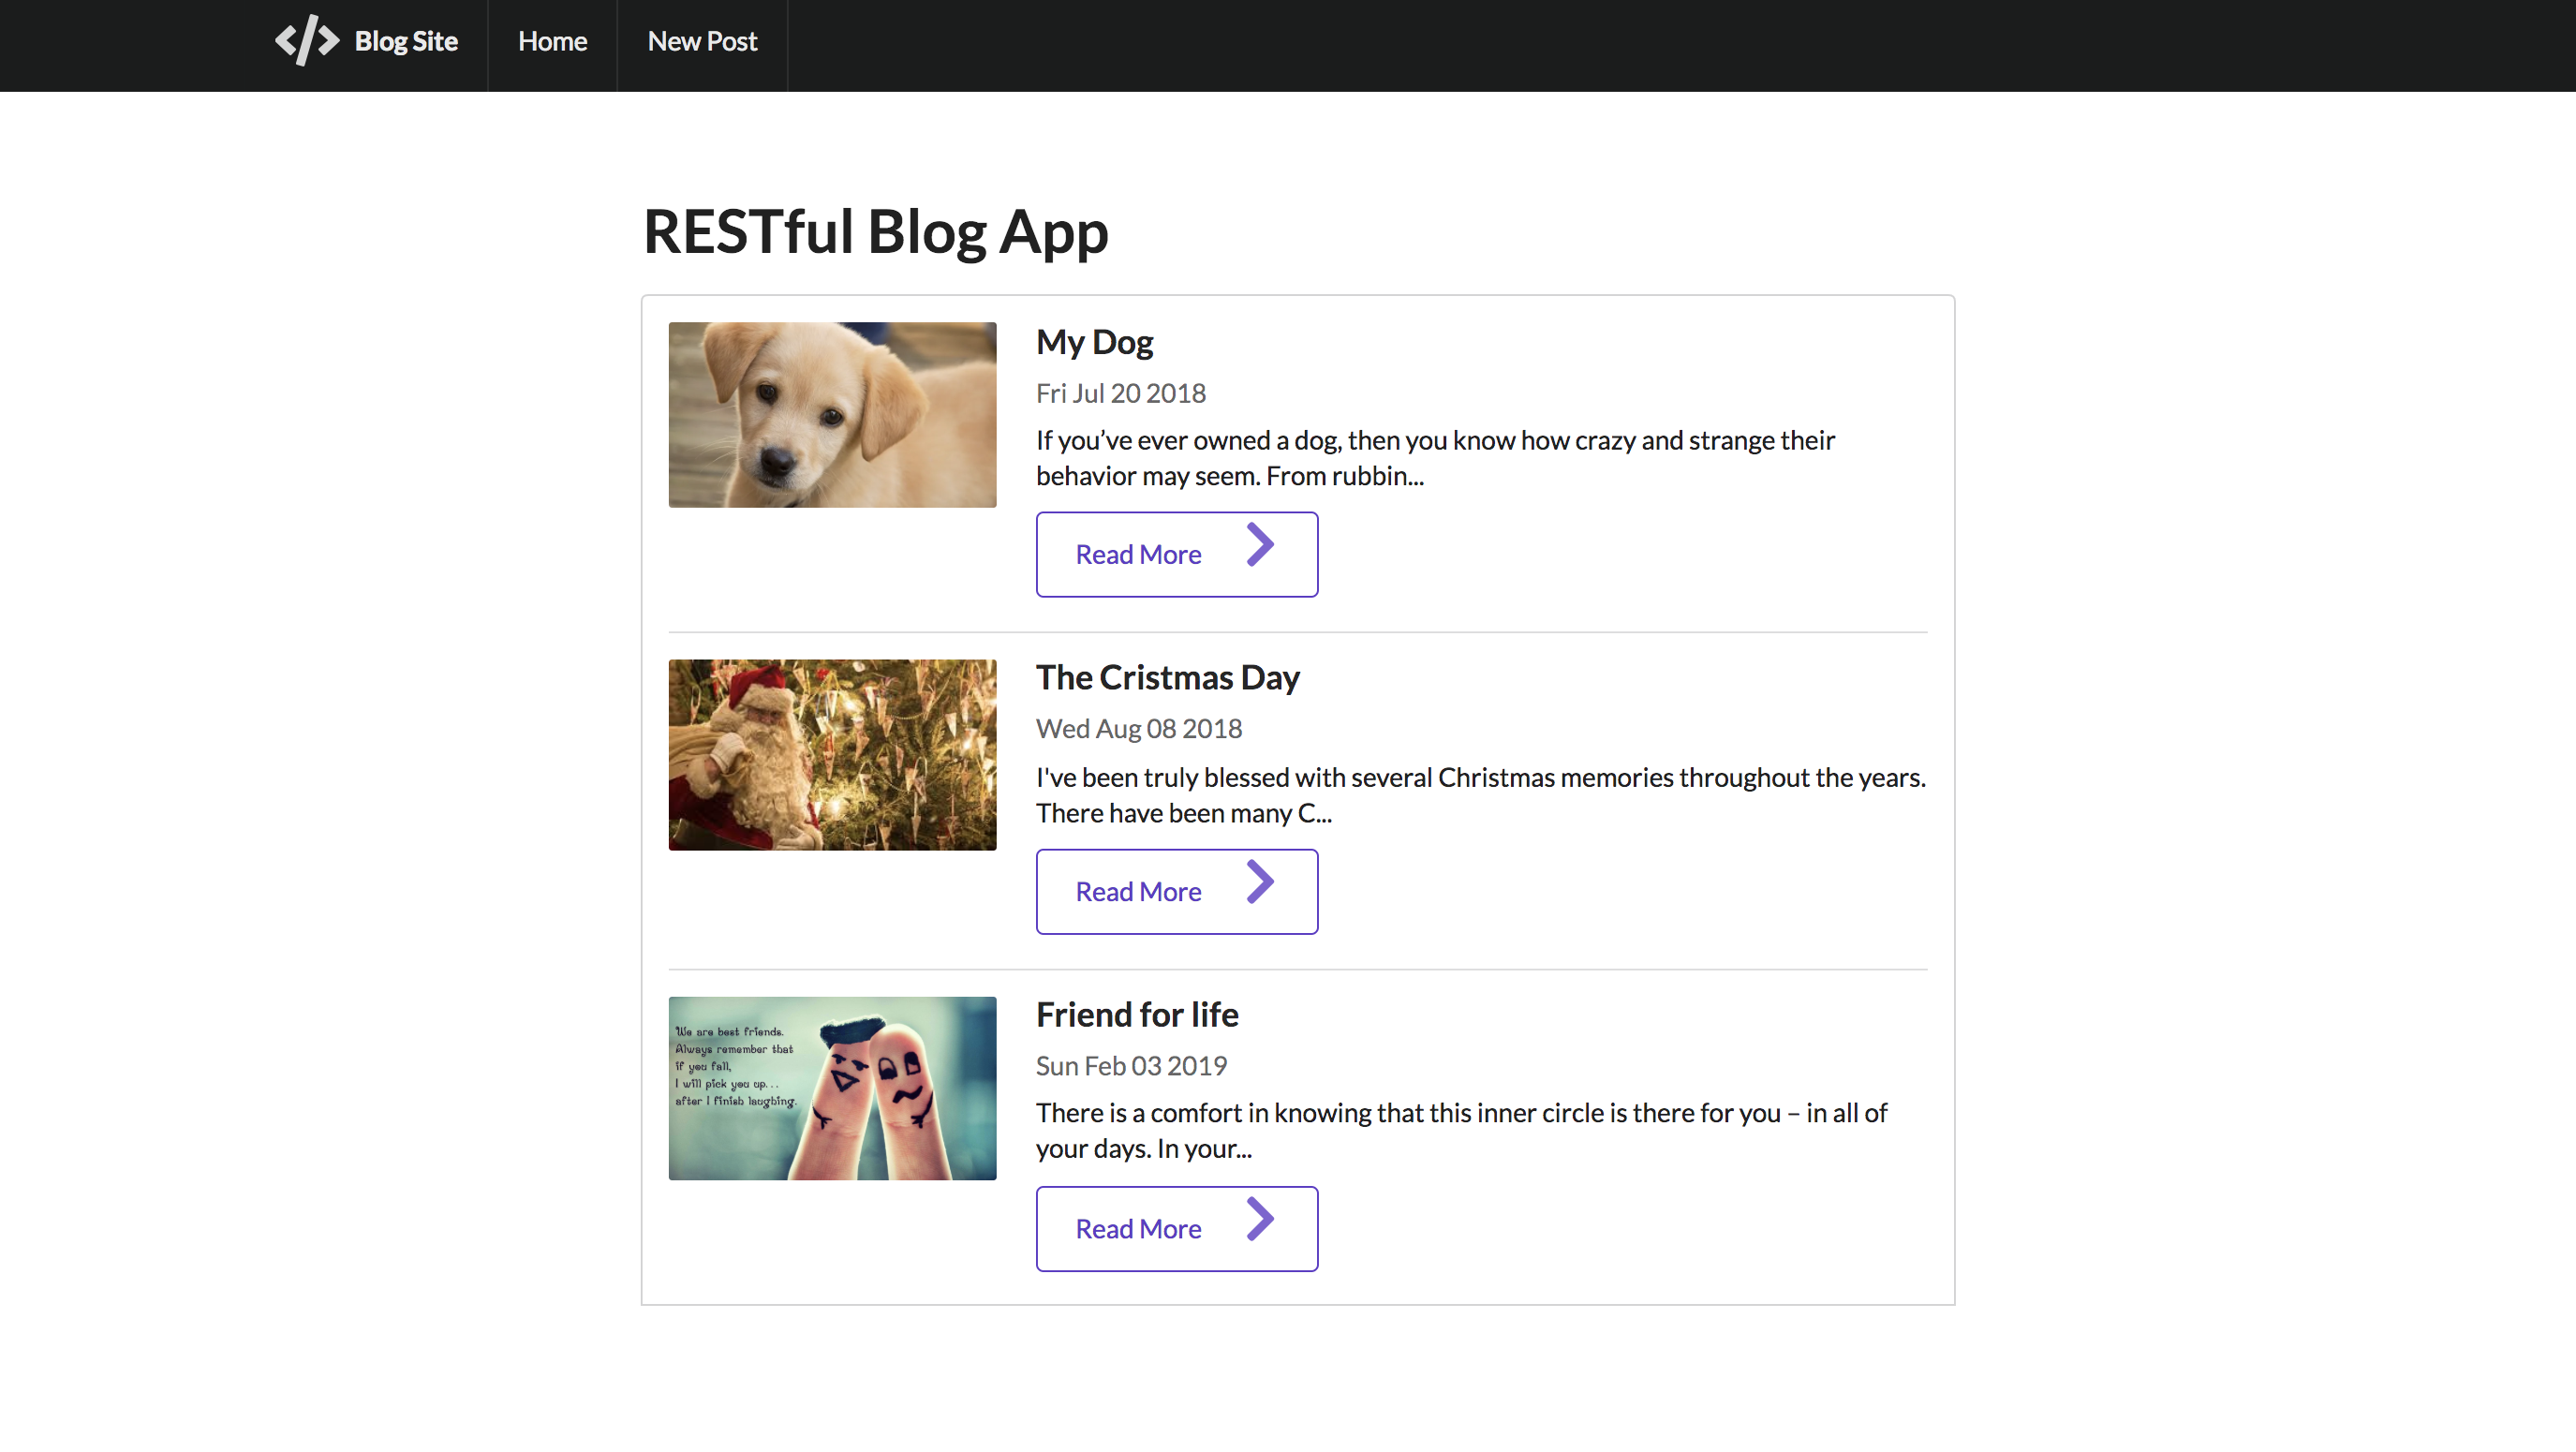 Blog Site
Home
New Post
RESTful Blog App
My Dog
Fri Jul 20 2018
If you’ve ever owned a dog, then you know how crazy and strange their
behavior may seem. From rubbin...
Read More
The Cristmas Day
Wed Aug 08 2018
I've been truly blessed with several Christmas memories throughout the years.
There have been many C...
Read More
We are best friends.
Always remember that
if you fall,
I will pick you up...
after I finish laughing.
Friend for life
Sun Feb 03 2019
There is a comfort in knowing that this inner circle is there for you – in all of
your days. In your...
Read More